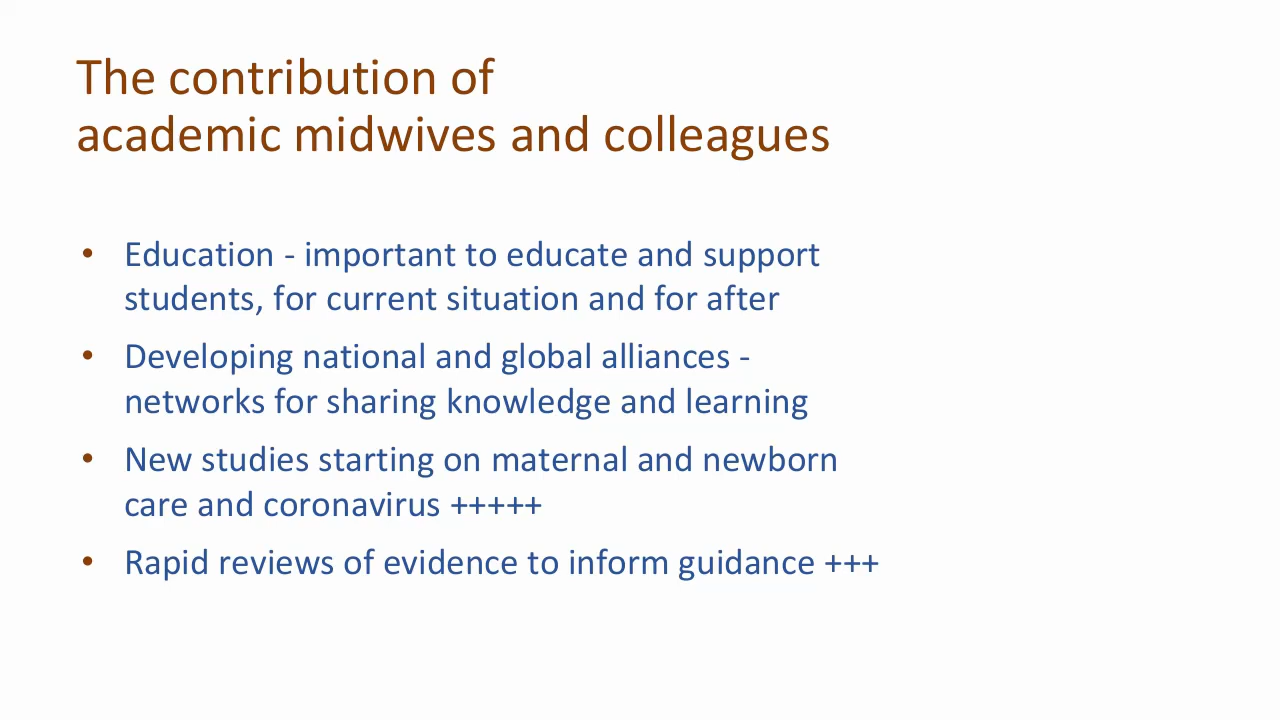 The contribution of
academic midwives and colleagues
• Education - important to educate and support
students, for current situation and for after
• Developing national and global alliances -
networks for sharing knowledge and learning
• New studies starting on maternal and newborn
care and coronavirus +++++
• Rapid reviews of evidence to inform guidance +++